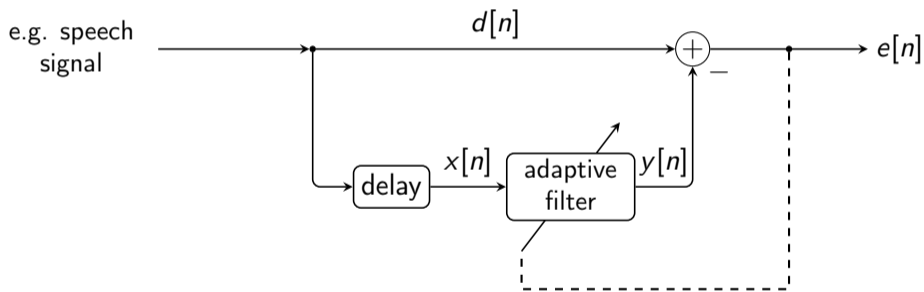 d[n]
e.g. speech
signal
+
e[n]
−
x[n]
y[n]
delay
adaptive
filter